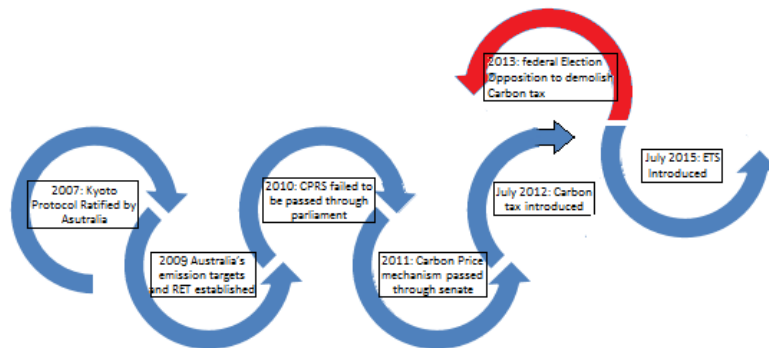 2007: Kyoto
Protocol Ratified by
Asutralia
2009 Australia's
emission targets
and RET established
2010: CPRS failed to
be passed through
parliament
2011: Carbon Price
mechanism passed
through senate
July 2012: Carbon
tax introduced
2013: federal Election
Opposition to demolish
Carbon tax
July 2015: ETS
Introduced